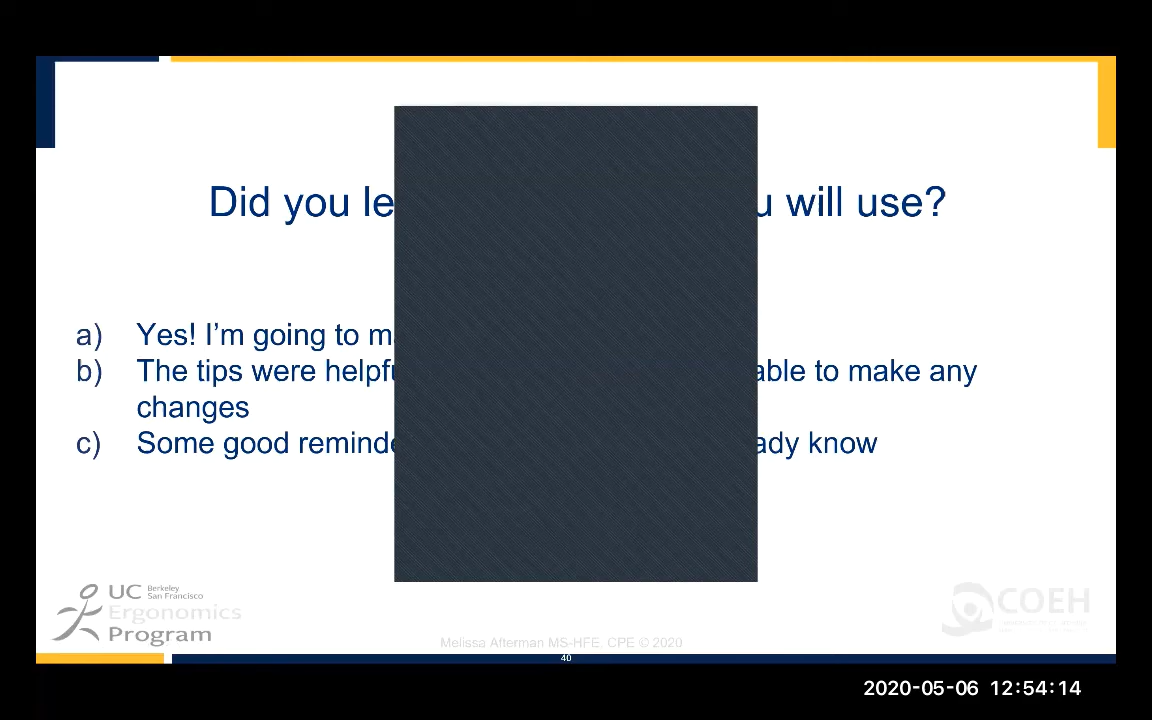 Did you le u will use?
a) Yes! I'm going to m
b) The tips were helpfu able to make any
changes
c) Some good reminde ady know
UC Berkeley
San Francisco
Ergonomics
Program
COEH
Melissa Afterman MS-HFE, CPE © 2020
40
2020-05-06 12:54:14